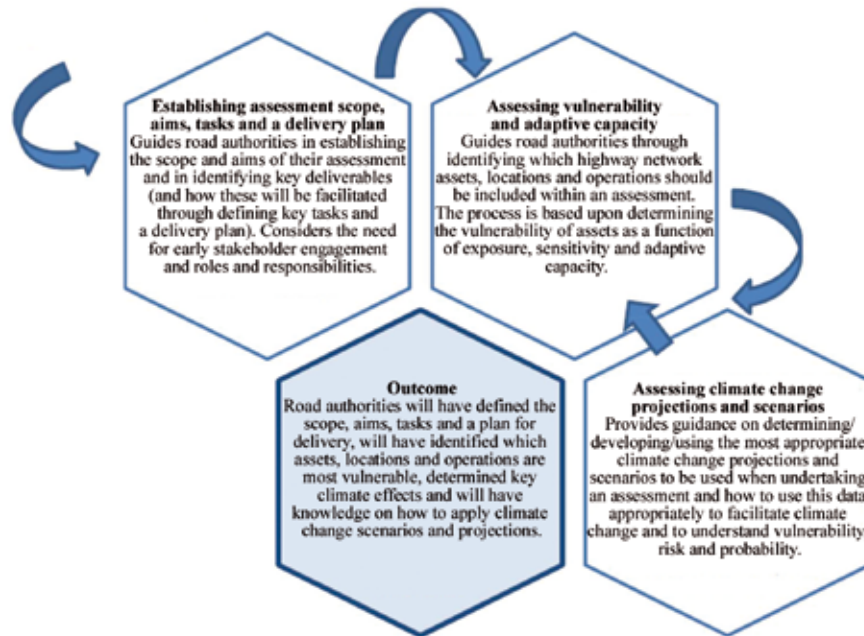 Establishing assessment scope,
aims, tasks and a delivery plan
Guides road authorities in establishing
the scope and aims of their assessment
and in identifying key deliverables
(and how these will be facilitated
through defining key tasks and
a delivery plan). Considers the need
for early stakeholder engagement
and roles and responsibilities.
Assessing vulnerability
and adaptive capacity
Guides road authorities through
identifying which highway network
assets, locations and operations should
be included within an assessment.
The process is based upon determining
the vulnerability of assets as a function
of exposure, sensitivity and adaptive
capacity.
Outcome
Road authorities will have defined the
scope, aims, tasks and a plan for
delivery, will have identified which
assets, locations and operations are
most vulnerable, determined key
climate effects and will have
knowledge on how to apply climate
change scenarios and projections.
Assessing climate change
projections and scenarios
Provides guidance on determining/
developing/using the most appropriate
climate change projections and
scenarios to be used when undertaking
an assessment and how to use this data
appropriately to facilitate climate
change and to understand vulnerability
risk and probability.